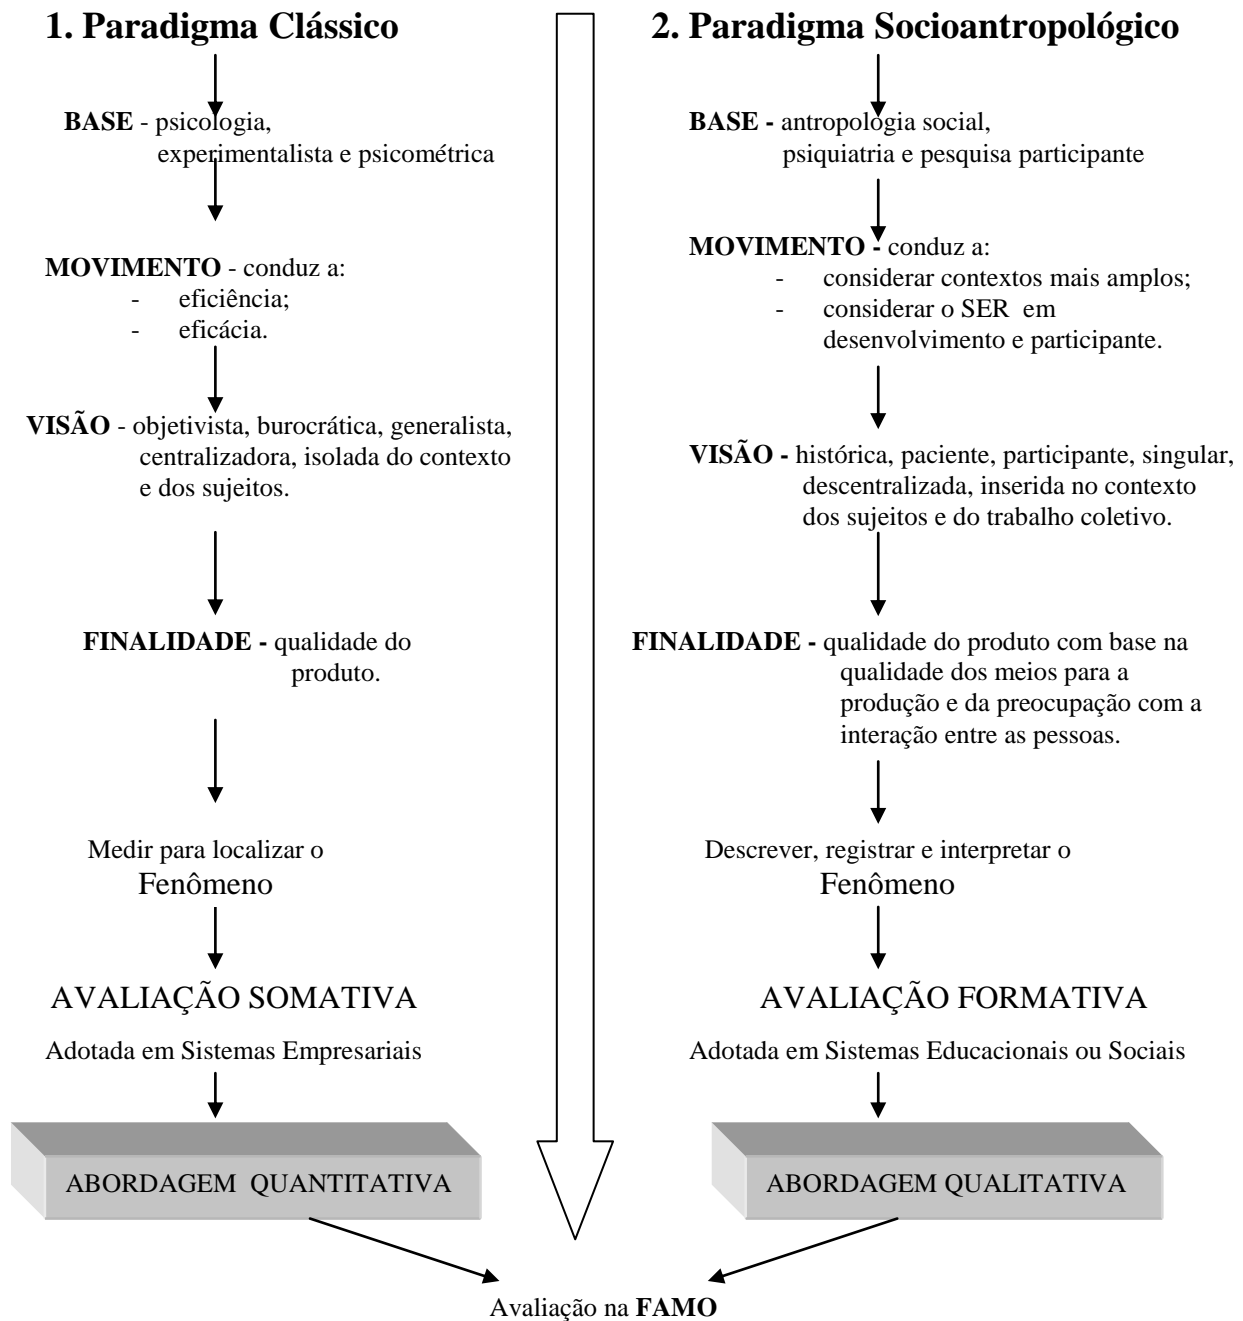 1. Paradigma Clássico
BASE - psicologia,
experimentalista e psicométrica
MOVIMENTO - conduz a:
- eficiência;
- eficácia.
VISÃO - objetivista, burocrática, generalista,
centralizadora, isolada do contexto
e dos sujeitos.
FINALIDADE - qualidade do
produto.
Medir para localizar o
Fenômeno
AVALIAÇÃO SOMATIVA
Adotada em Sistemas Empresariais
ABORDAGEM QUANTITATIVA
2. Paradigma Socioantropológico
BASE - antropologia social,
psiquiatria e pesquisa participante
MOVIMENTO - conduz a:
- considerar contextos mais amplos;
- considerar o SER em
desenvolvimento e participante.
VISÃO - histórica, paciente, participante, singular,
descentralizada, inserida no contexto
dos sujeitos e do trabalho coletivo.
FINALIDADE - qualidade do produto com base na
qualidade dos meios para a
produção e da preocupação com a
interação entre as pessoas.
Descrever, registrar e interpretar o
Fenômeno
AVALIAÇÃO FORMATIVA
Adotada em Sistemas Educacionais ou Sociais
ABORDAGEM QUALITATIVA
Avaliação na FAMO